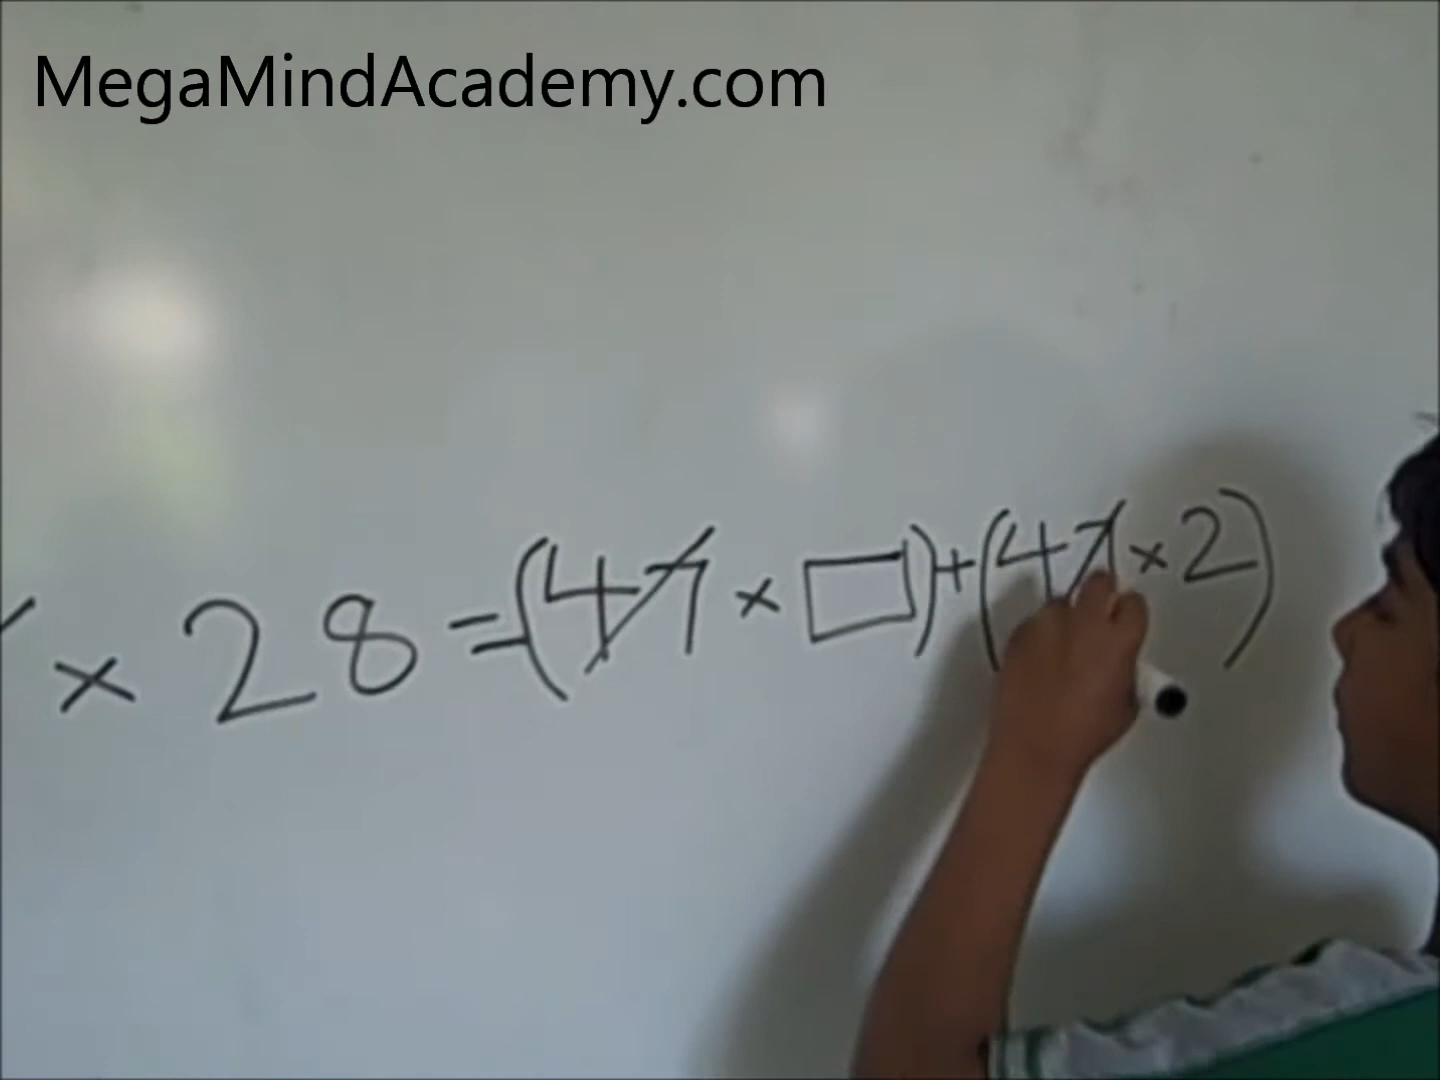 MegaMindAcademy.com
× 28 = (47 × □) + (47 × 2)